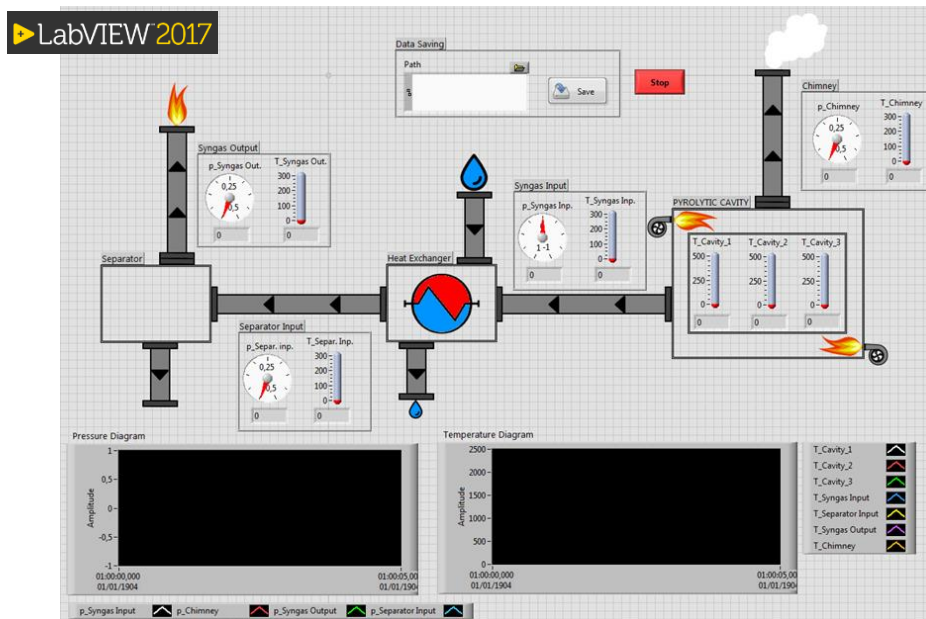 LabVIEW™ 2017
Data Saving
Path
Save
Stop
Chimney
p_Chimney
0,25
0,5
0
T_Chimney
300
200
100
0
0
Syngas Output
p_Syngas Out.
0,25
0,5
0
T_Syngas Out.
300
200
100
0
0
Syngas Input
p_Syngas Inp.
1 -1
0
T_Syngas Inp.
300
200
100
0
0
PYROLYTIC CAVITY
T_Cavity_1
500
250
0
0
T_Cavity_2
500
250
0
0
T_Cavity_3
500
250
0
0
Separator
Heat Exchanger
Separator Input
p_Separ. inp.
0,25
0,5
0
T_Separ. Inp.
300
200
100
0
0
Pressure Diagram
Amplitude
1
0,5
0
-0,5
-1
01:00:00,000
01/01/1904
01:00:05,00
01/01/1904
p_Syngas Input
p_Chimney
p_Syngas Output
p_Separator Input
Temperature Diagram
Amplitude
2500
2000
1500
1000
500
0
01:00:00,000
01/01/1904
01:00:05,00
01/01/1904
T_Cavity_1
T_Cavity_2
T_Cavity_3
T_Syngas Input
T_Separator Input
T_Syngas Output
T_Chimney